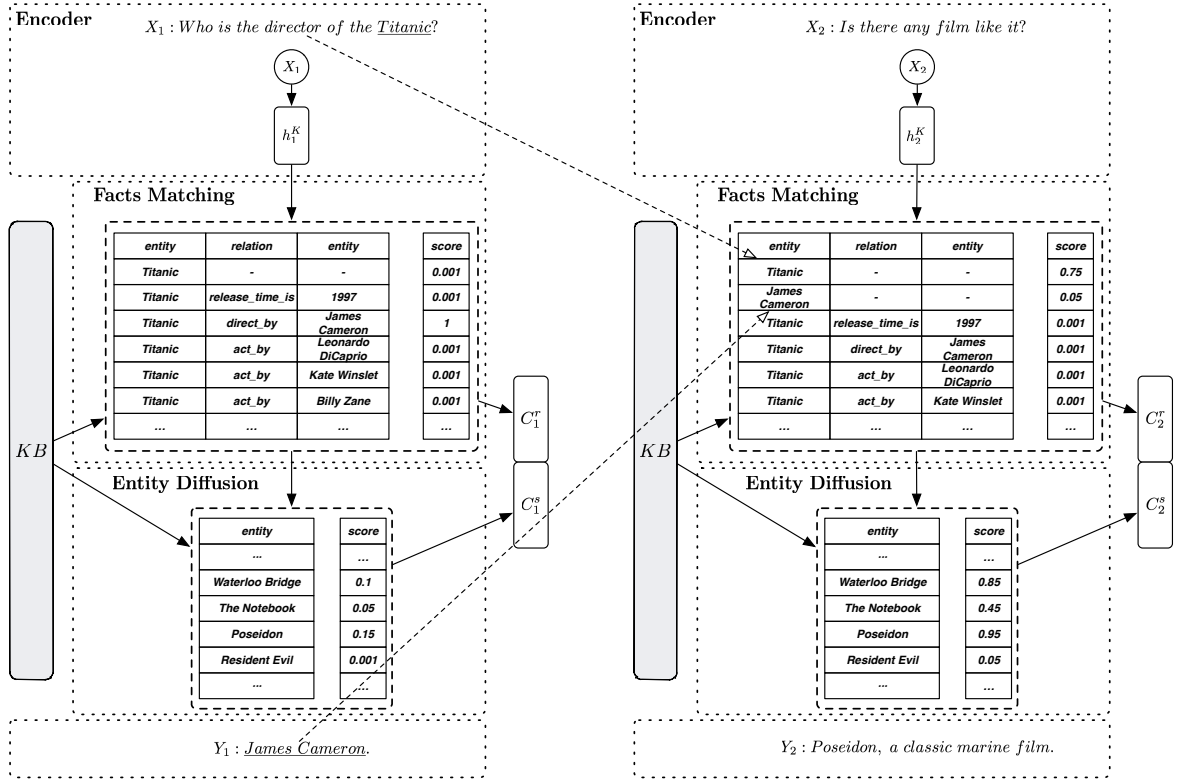 Encoder
X₁ : Who is the director of the Titanic?
X₁
h₁ᴷ
Facts Matching
entity relation entity score
Titanic - - 0.001
Titanic release_time_is 1997 0.001
Titanic direct_by James Cameron 1
Titanic act_by Leonardo DiCaprio 0.001
Titanic act_by Kate Winslet 0.001
Titanic act_by Billy Zane 0.001
... ... ... ...
KB
C₁ʳ
C₁ˢ
Entity Diffusion
entity score
... ...
Waterloo Bridge 0.1
The Notebook 0.05
Poseidon 0.15
Resident Evil 0.001
... ....
Y₁ : James Cameron.
Encoder
X₂ : Is there any film like it?
X₂
h₂ᴷ
Facts Matching
entity relation entity score
Titanic - - 0.75
James Cameron - - 0.05
Titanic release_time_is 1997 0.001
Titanic direct_by James Cameron 0.001
Titanic act_by Leonardo DiCaprio 0.001
Titanic act_by Kate Winslet 0.001
... ... ... ...
KB
C₂ʳ
C₂ˢ
Entity Diffusion
entity score
... ...
Waterloo Bridge 0.85
The Notebook 0.45
Poseidon 0.95
Resident Evil 0.05
... ...
Y₂ : Poseidon, a classic marine film.